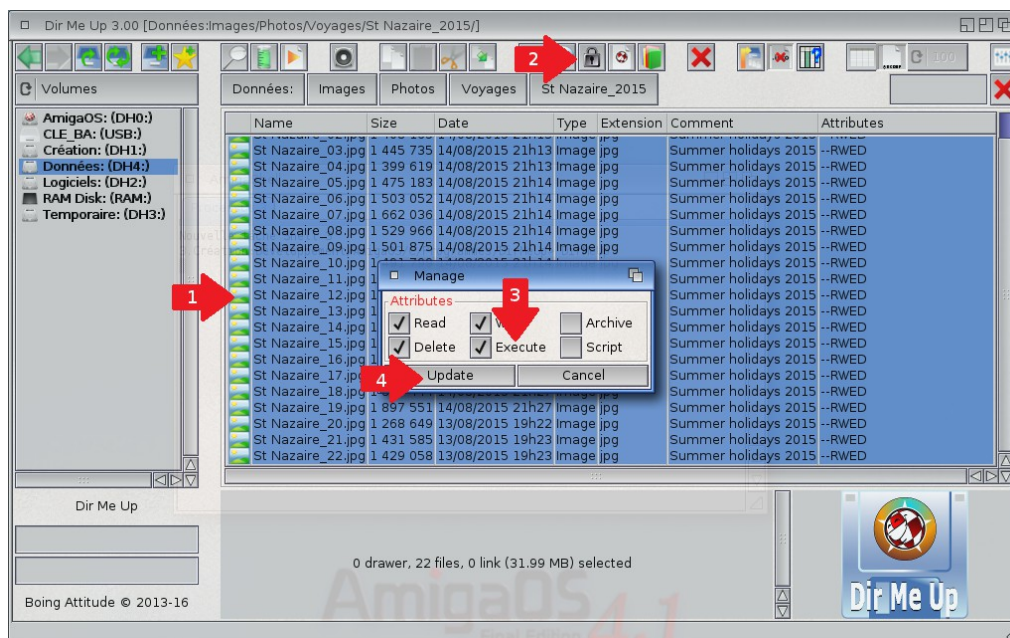 Dir Me Up 3.00 [Données:Images/Photos/Voyages/St Nazaire_2015/]
2
100
Volumes
Données: Images Photos Voyages St Nazaire_2015
AmigaOS: (DH0:)
CLE_BA: (USB:)
Création: (DH1:)
Données: (DH4:)
Logiciels: (DH2:)
RAM Disk: (RAM:)
Temporaire: (DH3:)
Name Size Date Type Extension Comment Attributes
St Nazaire_03.jpg 1 445 735 14/08/2015 21h13 Image jpg Summer holidays 2015 --RWED
St Nazaire_04.jpg 1 399 619 14/08/2015 21h13 Image jpg Summer holidays 2015 --RWED
St Nazaire_05.jpg 1 475 183 14/08/2015 21h14 Image jpg Summer holidays 2015 --RWED
St Nazaire_06.jpg 1 503 052 14/08/2015 21h14 Image jpg Summer holidays 2015 --RWED
St Nazaire_07.jpg 1 662 036 14/08/2015 21h14 Image jpg Summer holidays 2015 --RWED
St Nazaire_08.jpg 1 529 966 14/08/2015 21h14 Image jpg Summer holidays 2015 --RWED
St Nazaire_09.jpg 1 501 875 14/08/2015 21h14 Image jpg Summer holidays 2015 --RWED
St Nazaire_10.jpg Summer holidays 2015 --RWED
St Nazaire_11.jpg 1 Summer holidays 2015 --RWED
St Nazaire_12.jpg 1 Summer holidays 2015 --RWED
St Nazaire_13.jpg 1 Summer holidays 2015 --RWED
St Nazaire_14.jpg 1 Summer holidays 2015 --RWED
St Nazaire_15.jpg 1 Summer holidays 2015 --RWED
St Nazaire_16.jpg 1 Summer holidays 2015 --RWED
St Nazaire_17.jpg Summer holidays 2015 --RWED
St Nazaire_18.jpg Summer holidays 2015 --RWED
St Nazaire_19.jpg 1 897 551 14/08/2015 21h27 Image jpg Summer holidays 2015 --RWED
St Nazaire_20.jpg 1 268 649 13/08/2015 19h22 Image jpg Summer holidays 2015 --RWED
St Nazaire_21.jpg 1 431 585 13/08/2015 19h23 Image jpg Summer holidays 2015 --RWED
St Nazaire_22.jpg 1 429 058 13/08/2015 19h23 Image jpg Summer holidays 2015 --RWED
1
Manage
Attributes
3
Read Archive
Delete Execute Script
4
Update Cancel
Dir Me Up
0 drawer, 22 files, 0 link (31.99 MB) selected
Boing Attitude © 2013-16
Dir Me Up
AmigaOS 4.1
Final Edition